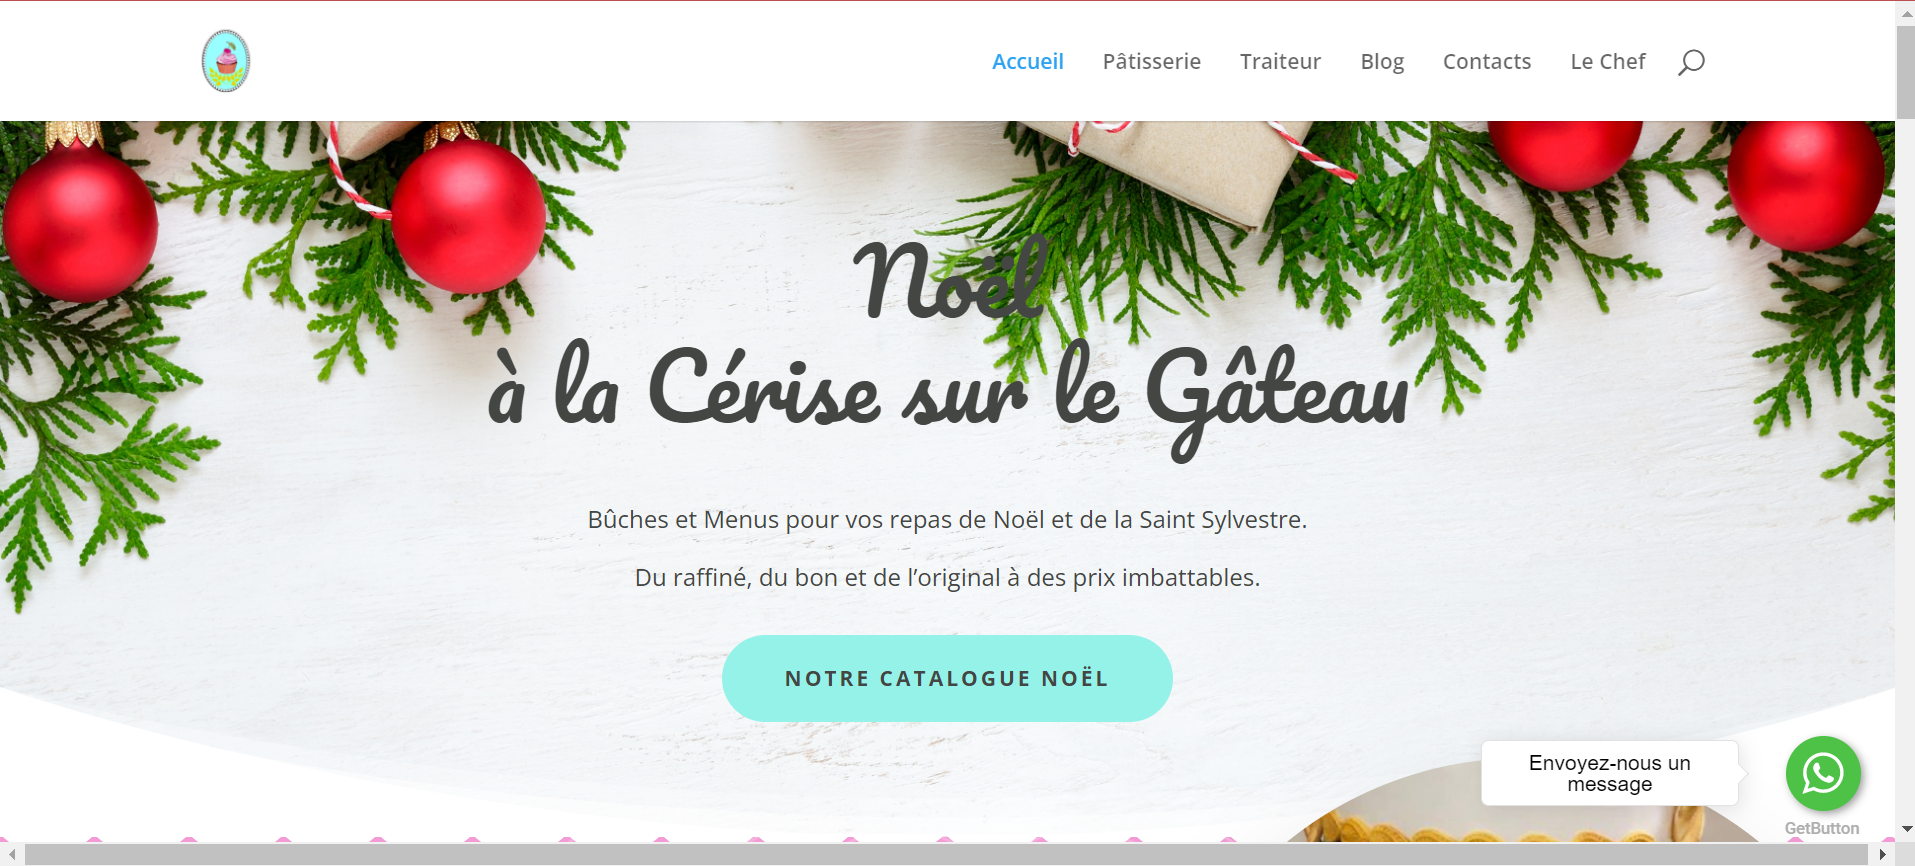 Accueil Pâtisserie Traiteur Blog Contacts Le Chef
Noël
à la Cérise sur le Gâteau
Bûches et Menus pour vos repas de Noël et de la Saint Sylvestre.
Du raffiné, du bon et de l’original à des prix imbattables.
NOTRE CATALOGUE NOËL
Envoyez-nous un
message
GetButton